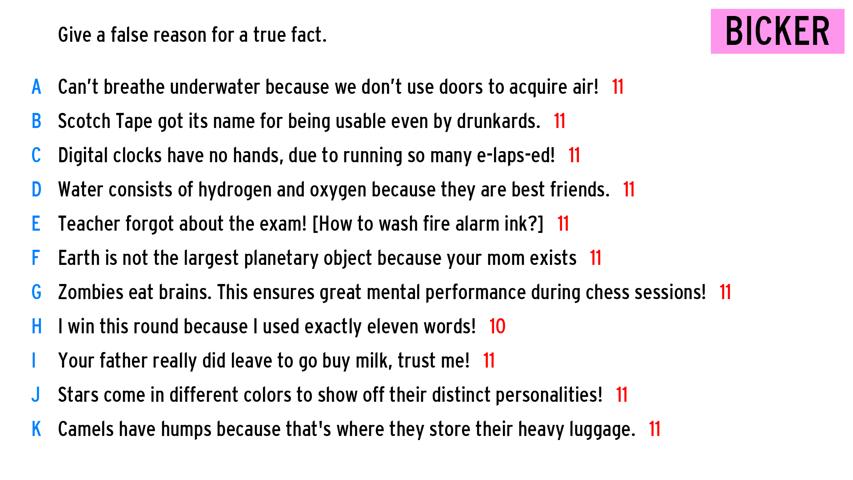 Give a false reason for a true fact.
BICKER
A Can't breathe underwater because we don't use doors to acquire air! 11
B Scotch Tape got its name for being usable even by drunkards. 11
C Digital clocks have no hands, due to running so many e-laps-ed! 11
D Water consists of hydrogen and oxygen because they are best friends. 11
E Teacher forgot about the exam! [How to wash fire alarm ink?] 11
F Earth is not the largest planetary object because your mom exists 11
G Zombies eat brains. This ensures great mental performance during chess sessions! 11
H I win this round because I used exactly eleven words! 10
I Your father really did leave to go buy milk, trust me! 11
J Stars come in different colors to show off their distinct personalities! 11
K Camels have humps because that's where they store their heavy luggage. 11